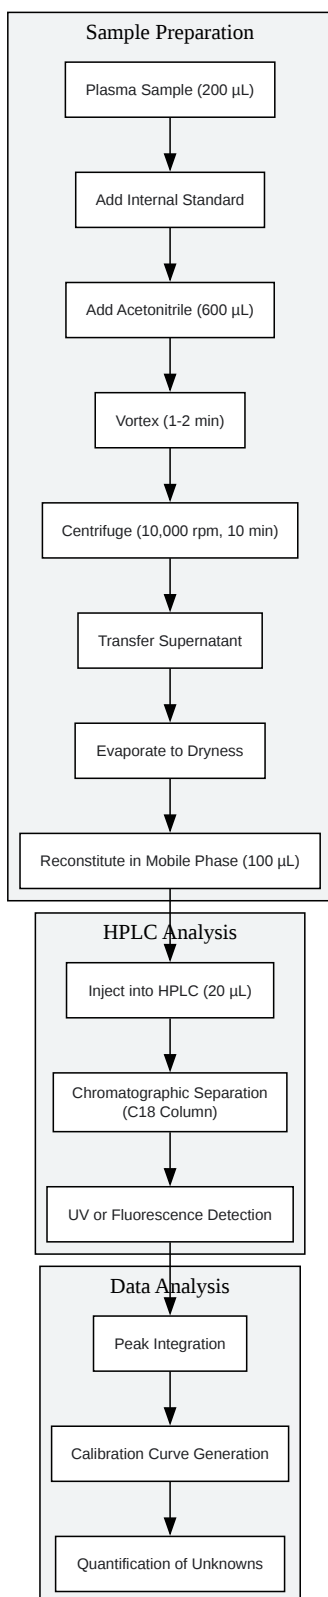 Sample Preparation
Plasma Sample (200 µL)
Add Internal Standard
Add Acetonitrile (600 µL)
Vortex (1-2 min)
Centrifuge (10,000 rpm, 10 min)
Transfer Supernatant
Evaporate to Dryness
Reconstitute in Mobile Phase (100 µL)
HPLC Analysis
Inject into HPLC (20 µL)
Chromatographic Separation
(C18 Column)
UV or Fluorescence Detection
Data Analysis
Peak Integration
Calibration Curve Generation
Quantification of Unknowns